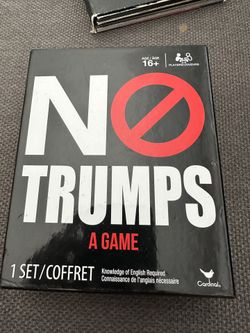 AGE / ÂGE
16+
NO
TRUMPS
A GAME
1 SET/COFFRET
Knowledge of English Required
Connaissance de l'anglais nécessaire
Cardinal